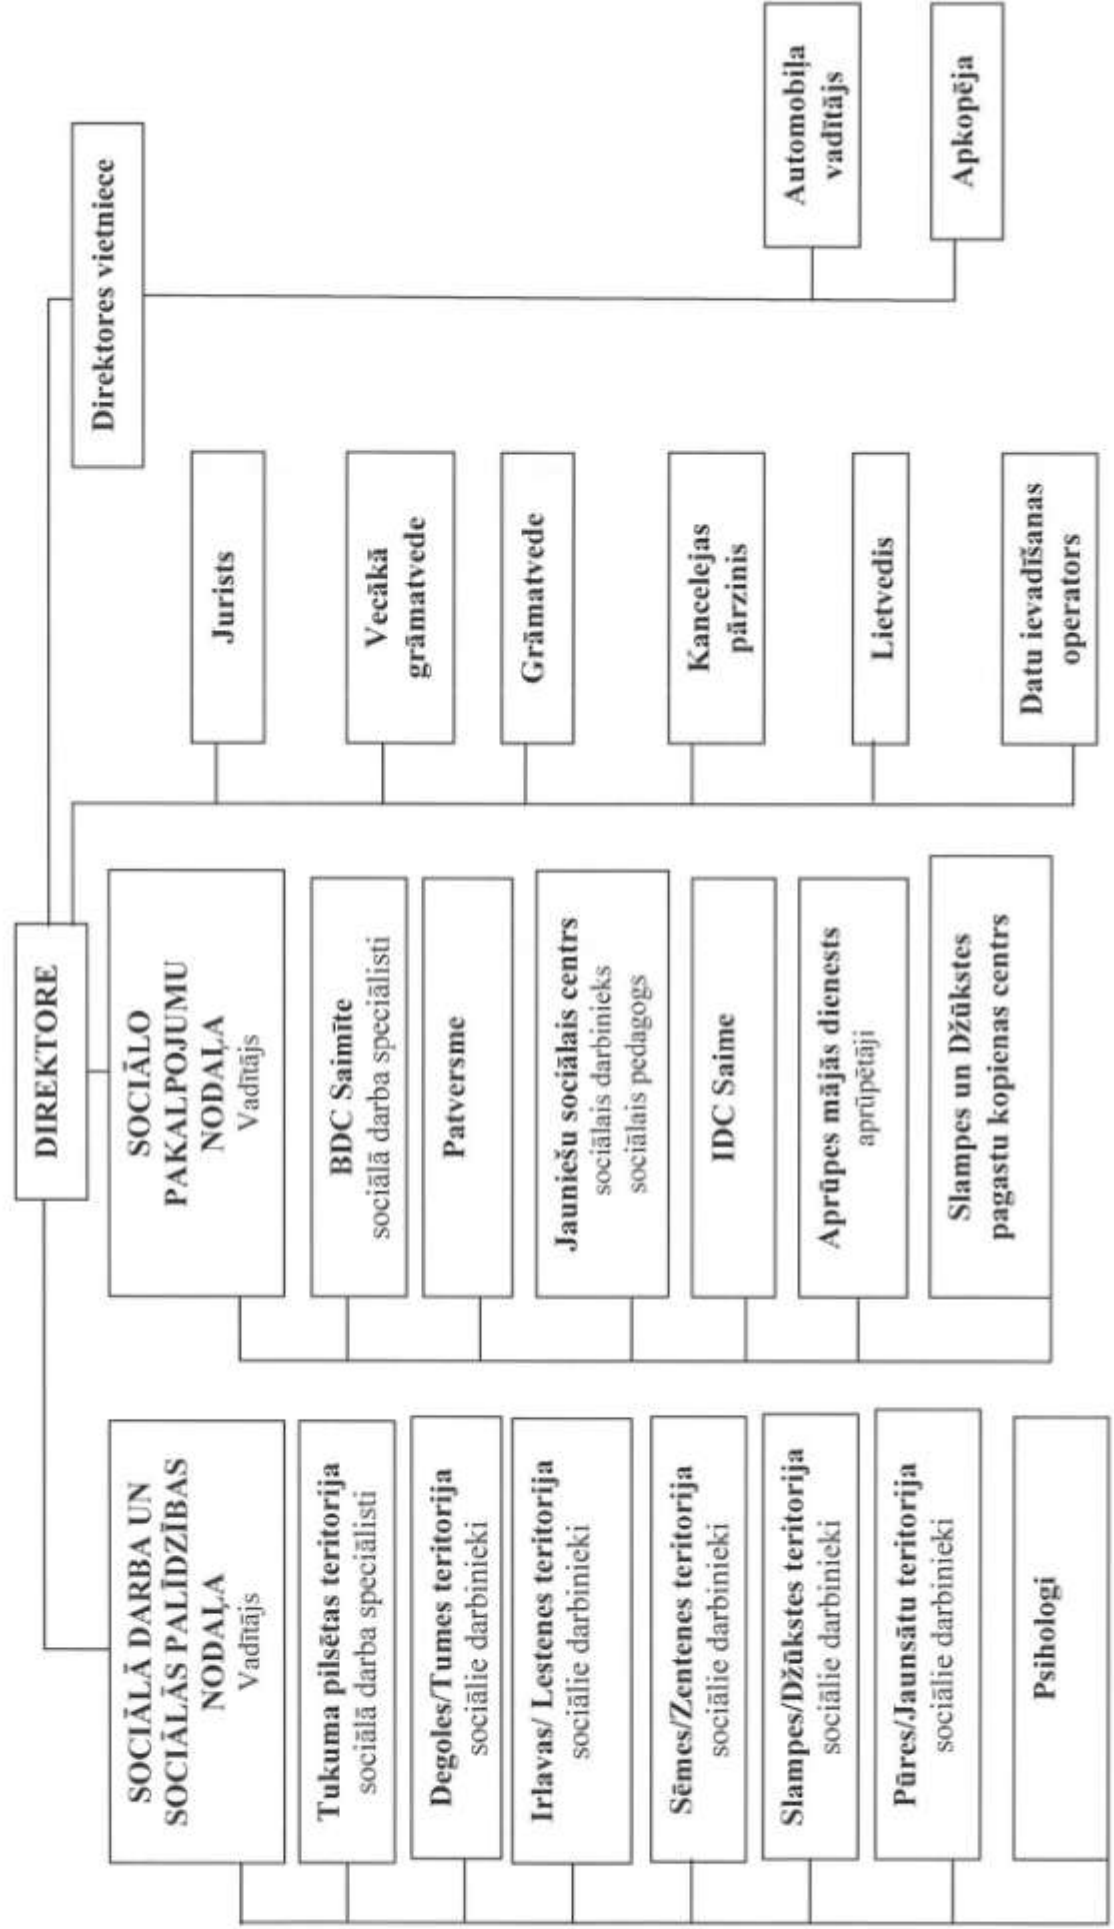 DIREKTORE
SOCIĀLĀ DARBA UN
SOCIĀLĀS PALĪDZĪBAS
NODAĻA
Vadītājs
Tukuma pilsētas teritorija
sociālā darba speciālisti
Degoles/Tumes teritorija
sociālie darbinieki
Irlavas/ Lestenes teritorija
sociālie darbinieki
Sēmes/Zentenes teritorija
sociālie darbinieki
Slampes/Džūkstes teritorija
sociālie darbinieki
Pūres/Jaunsātu teritorija
sociālie darbinieki
Psihologi
SOCIĀLO
PAKALPOJUMU
NODAĻA
Vadītājs
BDC Saimīte
sociālā darba speciālisti
Patversme
Jauniešu sociālais centrs
sociālais darbinieks
sociālais pedagogs
IDC Saime
Aprūpes mājās dienests
aprūpētāji
Slampes un Džūkstes
pagastu kopienas centrs
Jurists
Vecākā
grāmatvede
Grāmatvede
Kancelejas
pārzinis
Lietvedis
Datu ievadīšanas
operators
Direktores vietniece
Automobiļa
vadītājs
Apkopēja